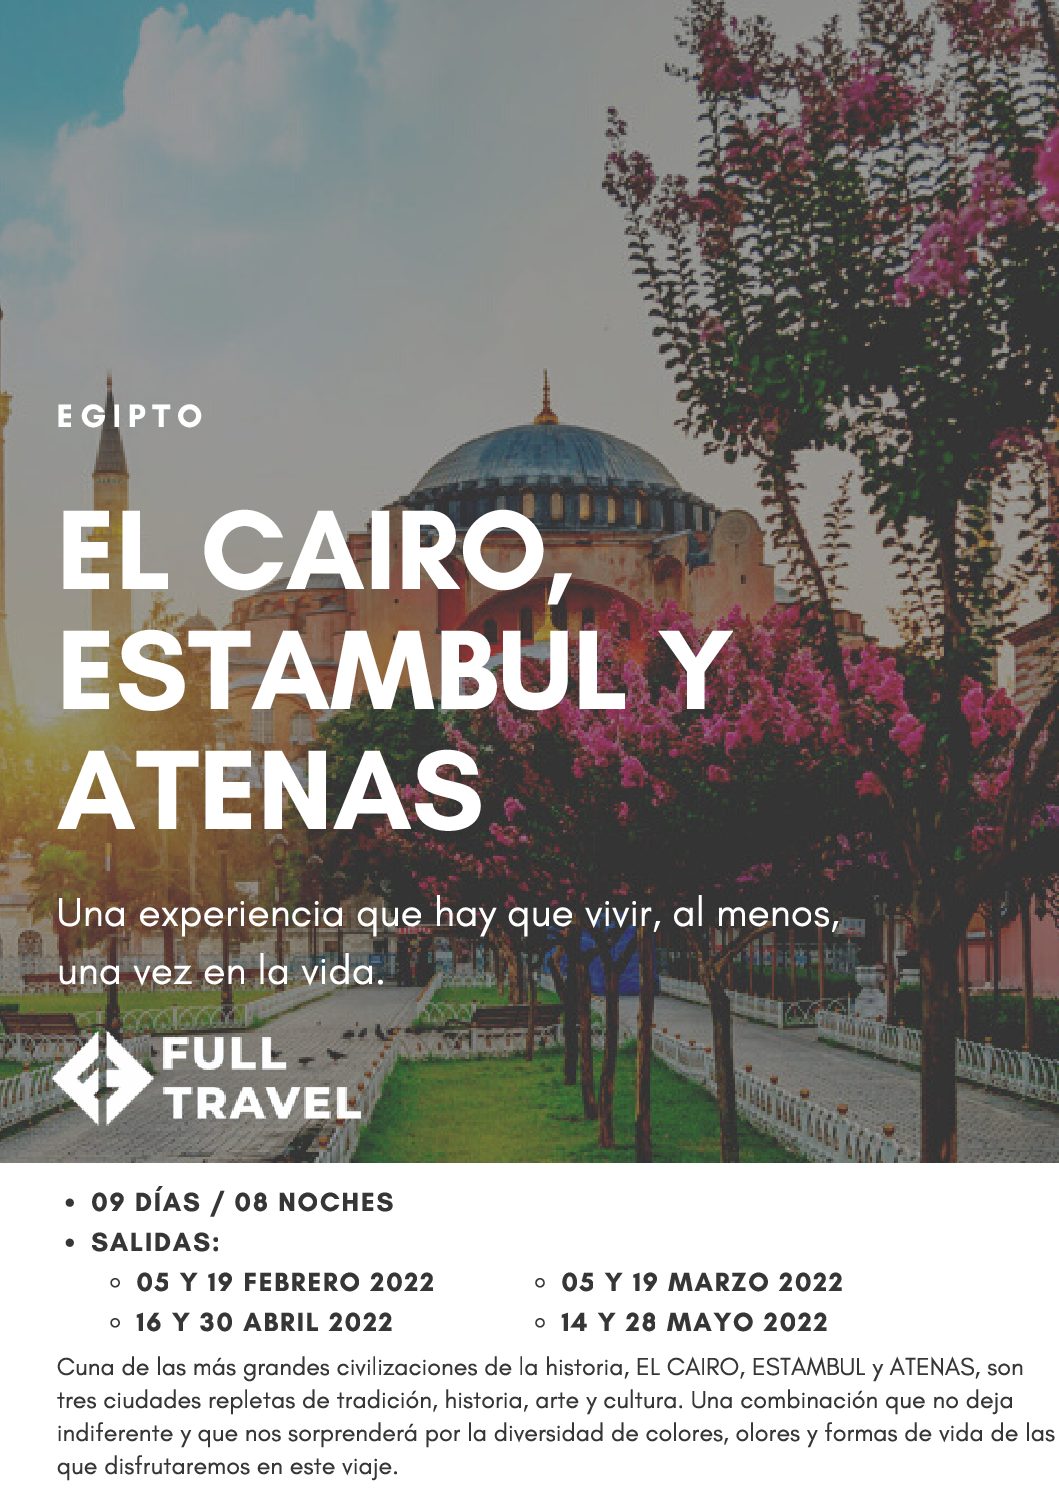 EGIPTO
EL CAIRO,
ESTAMBUL Y
ATENAS
Una experiencia que hay que vivir, al menos,
una vez en la vida.
FULL
TRAVEL
• 09 DÍAS / 08 NOCHES
• SALIDAS:
◦ 05 Y 19 FEBRERO 2022
◦ 05 Y 19 MARZO 2022
◦ 16 Y 30 ABRIL 2022
◦ 14 Y 28 MAYO 2022
Cuna de las más grandes civilizaciones de la historia, EL CAIRO, ESTAMBUL y ATENAS, son
tres ciudades repletas de tradición, historia, arte y cultura. Una combinación que no deja
indiferente y que nos sorprenderá por la diversidad de colores, olores y formas de vida de las
que disfrutaremos en este viaje.